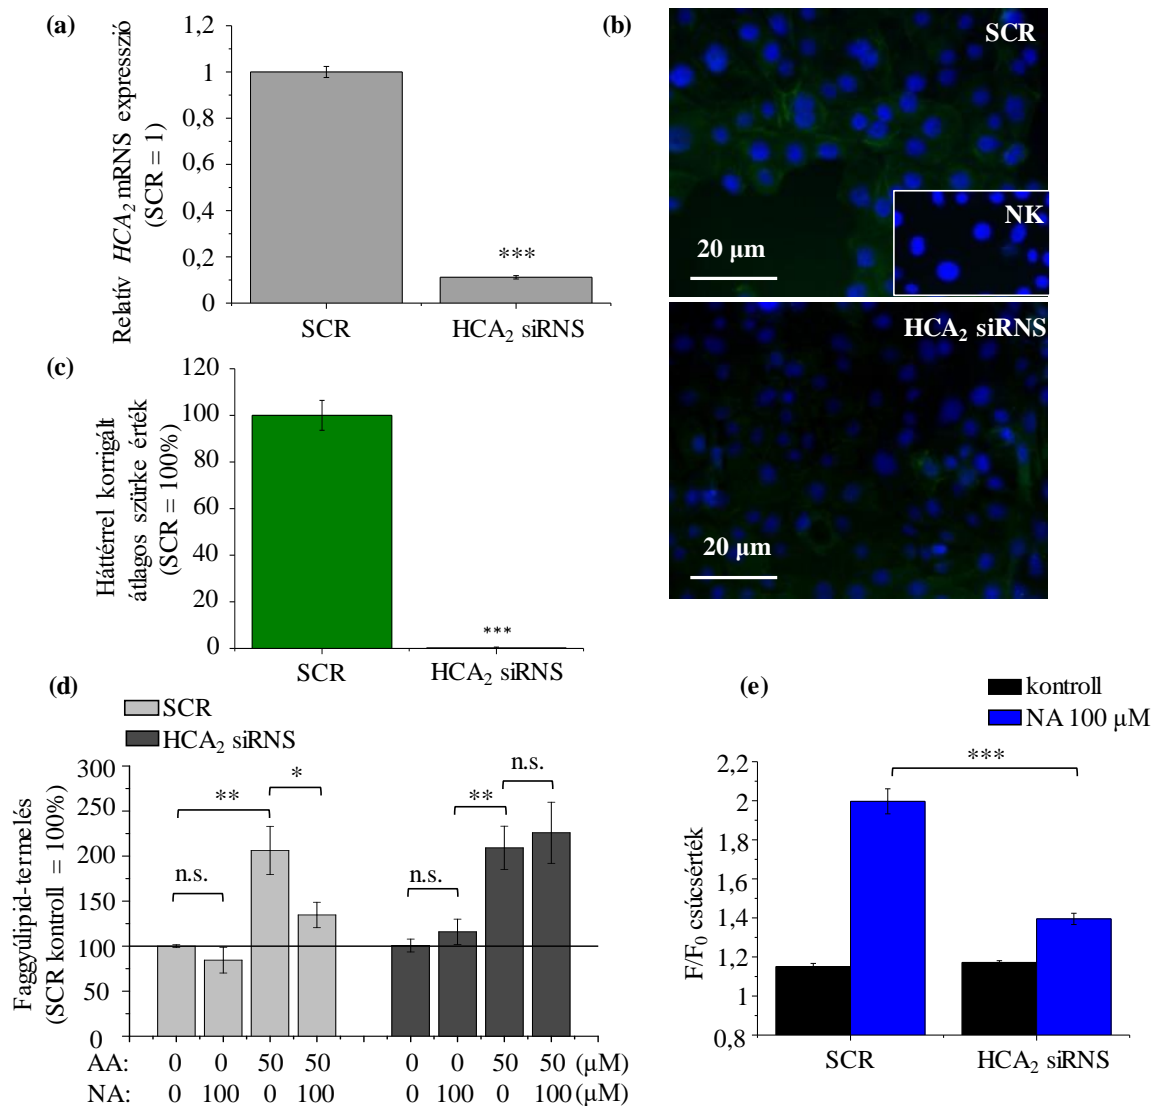 (a)
Relatív HCA₂ mRNS expresszió
(SCR = 1)
1,2
1
0,8
0,6
0,4
0,2
0
***
SCR
HCA₂ siRNS
(b)
SCR
NK
20 μm
HCA₂ siRNS
20 μm
(c)
Háttérrel korrigált
átlagos szürke érték
(SCR = 100%)
120
100
80
60
40
20
0
***
SCR
HCA₂ siRNS
(d)
SCR
HCA₂ siRNS
Faggyúlipid-termelés
(SCR kontroll = 100%)
300
250
200
150
100
50
0
n.s.
**
*
n.s.
**
n.s.
AA: 0 0 50 50 0 0 50 50 (μM)
NA: 0 100 0 100 0 100 0 100 (μM)
(e)
kontroll
NA 100 μM
F/F₀ csúcsérték
2,2
2
1,8
1,6
1,4
1,2
1
0,8
***
SCR
HCA₂ siRNS